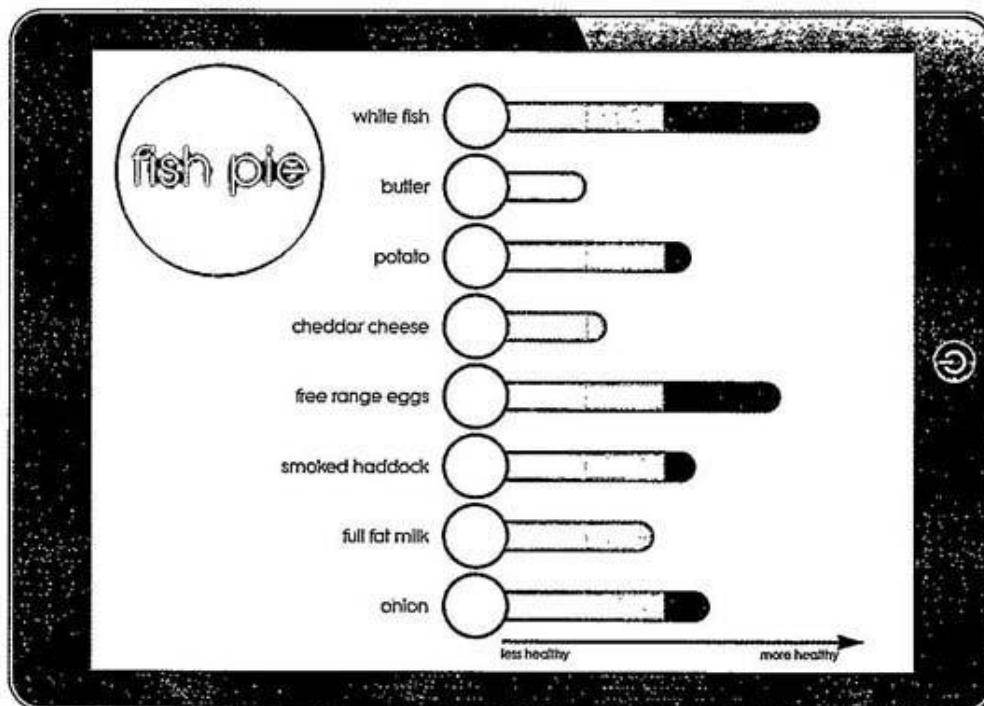 fish pie
white fish
butter
potato
cheddar cheese
free range eggs
smoked haddock
full fat milk
onion
less healthy
more healthy